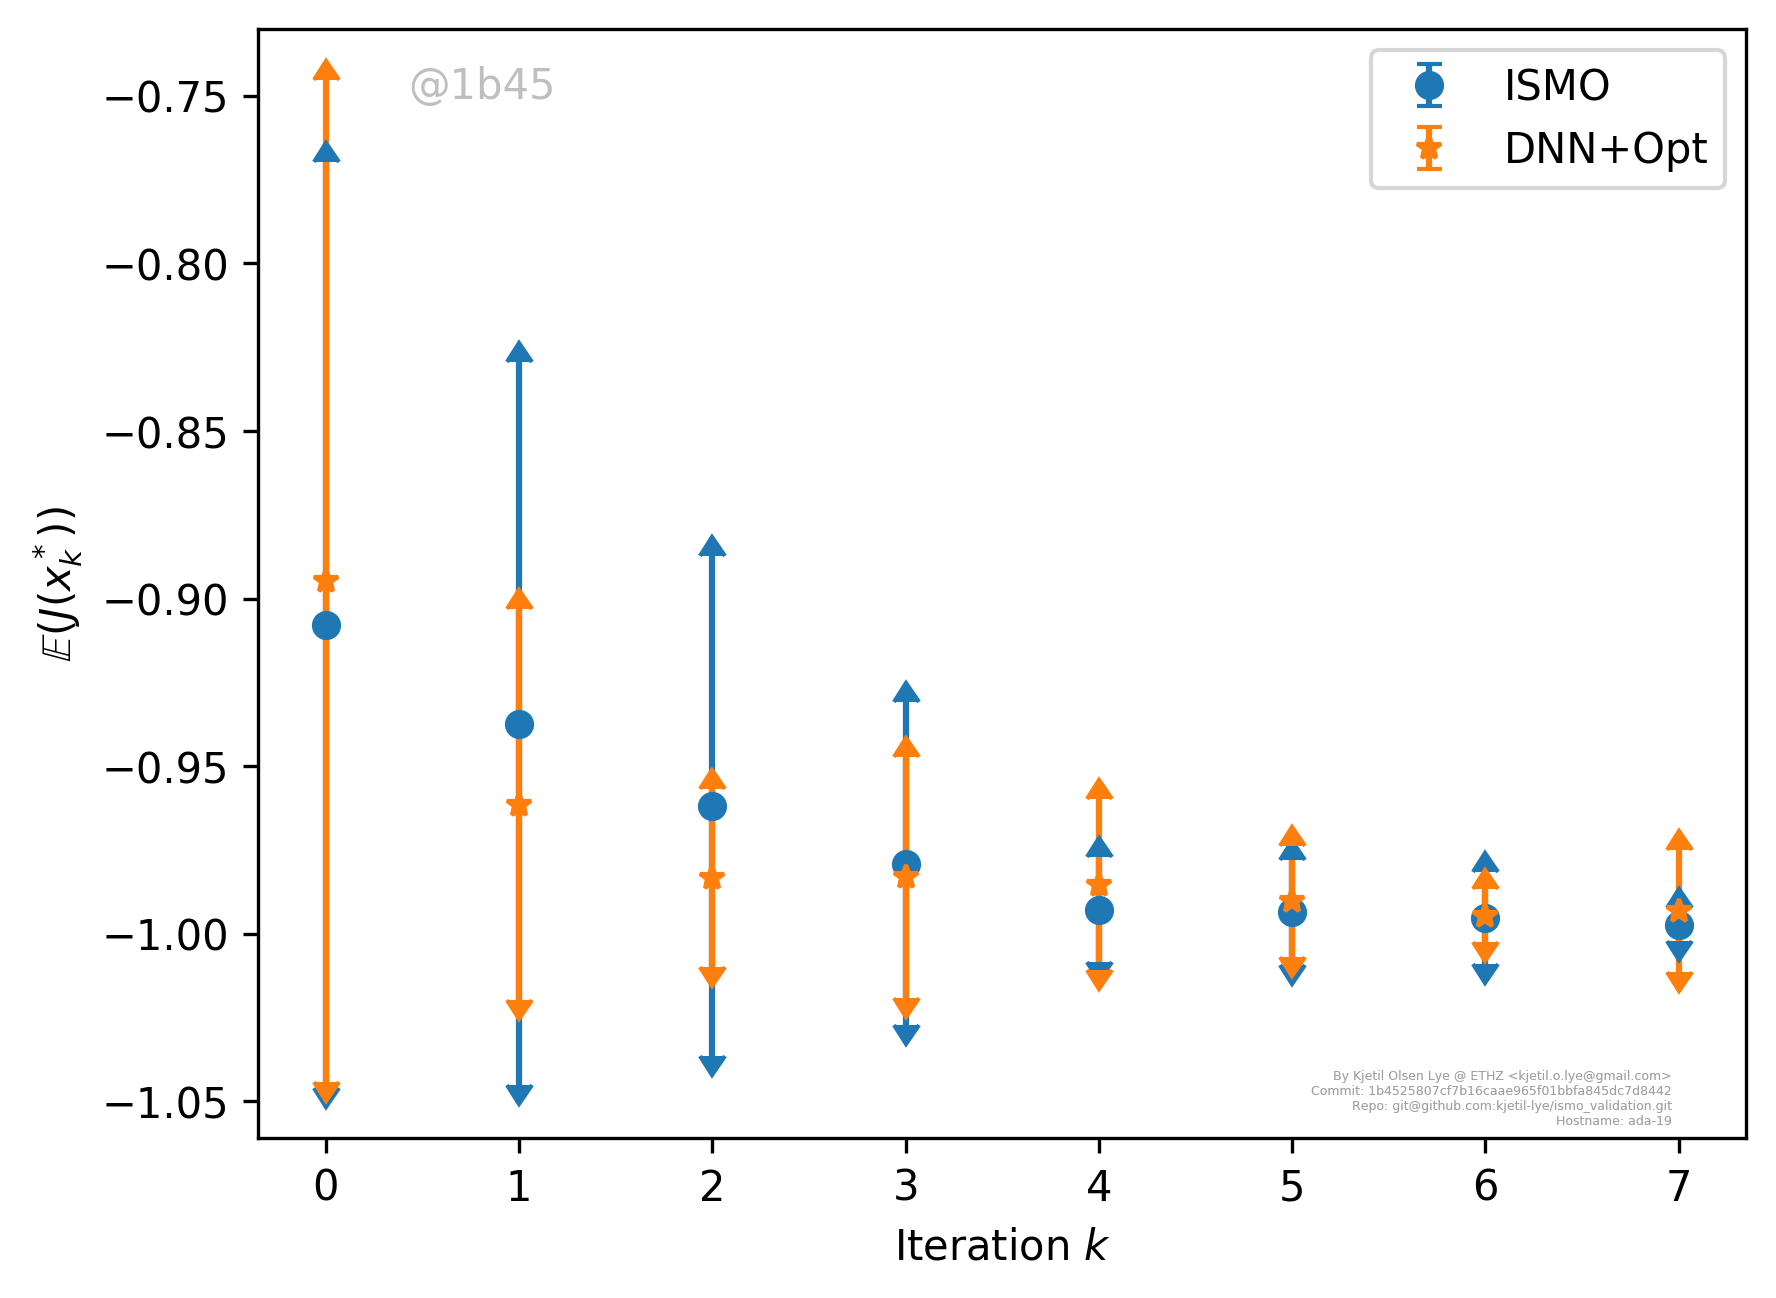 @1b45
ISMO
DNN+Opt
−0.75
−0.80
−0.85
−0.90
−0.95
−1.00
−1.05
𝔼(J(x*k))
By Kjetil Olsen Lye @ ETHZ <kjetil.o.lye@gmail.com>
Commit: 1b4525807cf7b16caae965f01bbfa845dc7d8442
Repo: git@github.com:kjetil-lye/ismo_validation.git
Hostname: ada-19
0 1 2 3 4 5 6 7
Iteration k